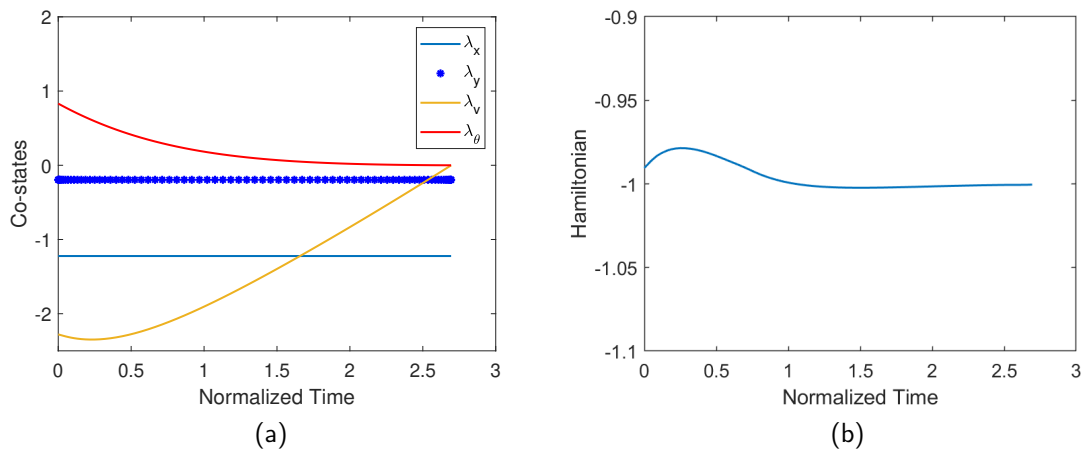 2
1
0
-1
-2
0
0.5
1
1.5
2
2.5
3
Co-states
Normalized Time
λx
λy
λv
λθ
(a)
-0.9
-0.95
-1
-1.05
-1.1
0
0.5
1
1.5
2
2.5
3
Hamiltonian
Normalized Time
(b)